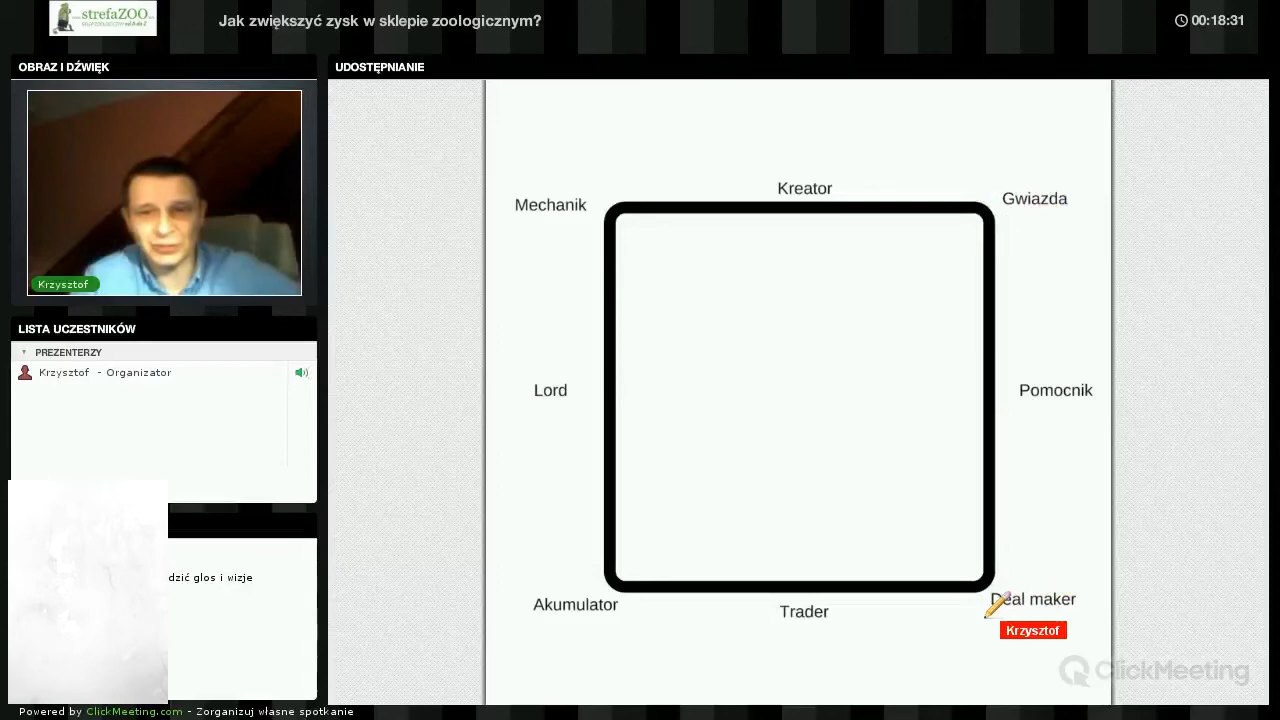 strefaZOO
Jak zwiększyć zysk w sklepie zoologicznym?
00:18:31
OBRAZ I DŹWIĘK
UDOSTĘPNIANIE
Krzysztof
LISTA UCZESTNIKÓW
PREZENTERZY
Krzysztof - Organizator
dzić glos i wizje
Kreator
Mechanik
Gwiazda
Lord
Pomocnik
Akumulator
Trader
Deal maker
Krzysztof
ClickMeeting
Powered by ClickMeeting.com - Zorganizuj własne spotkanie